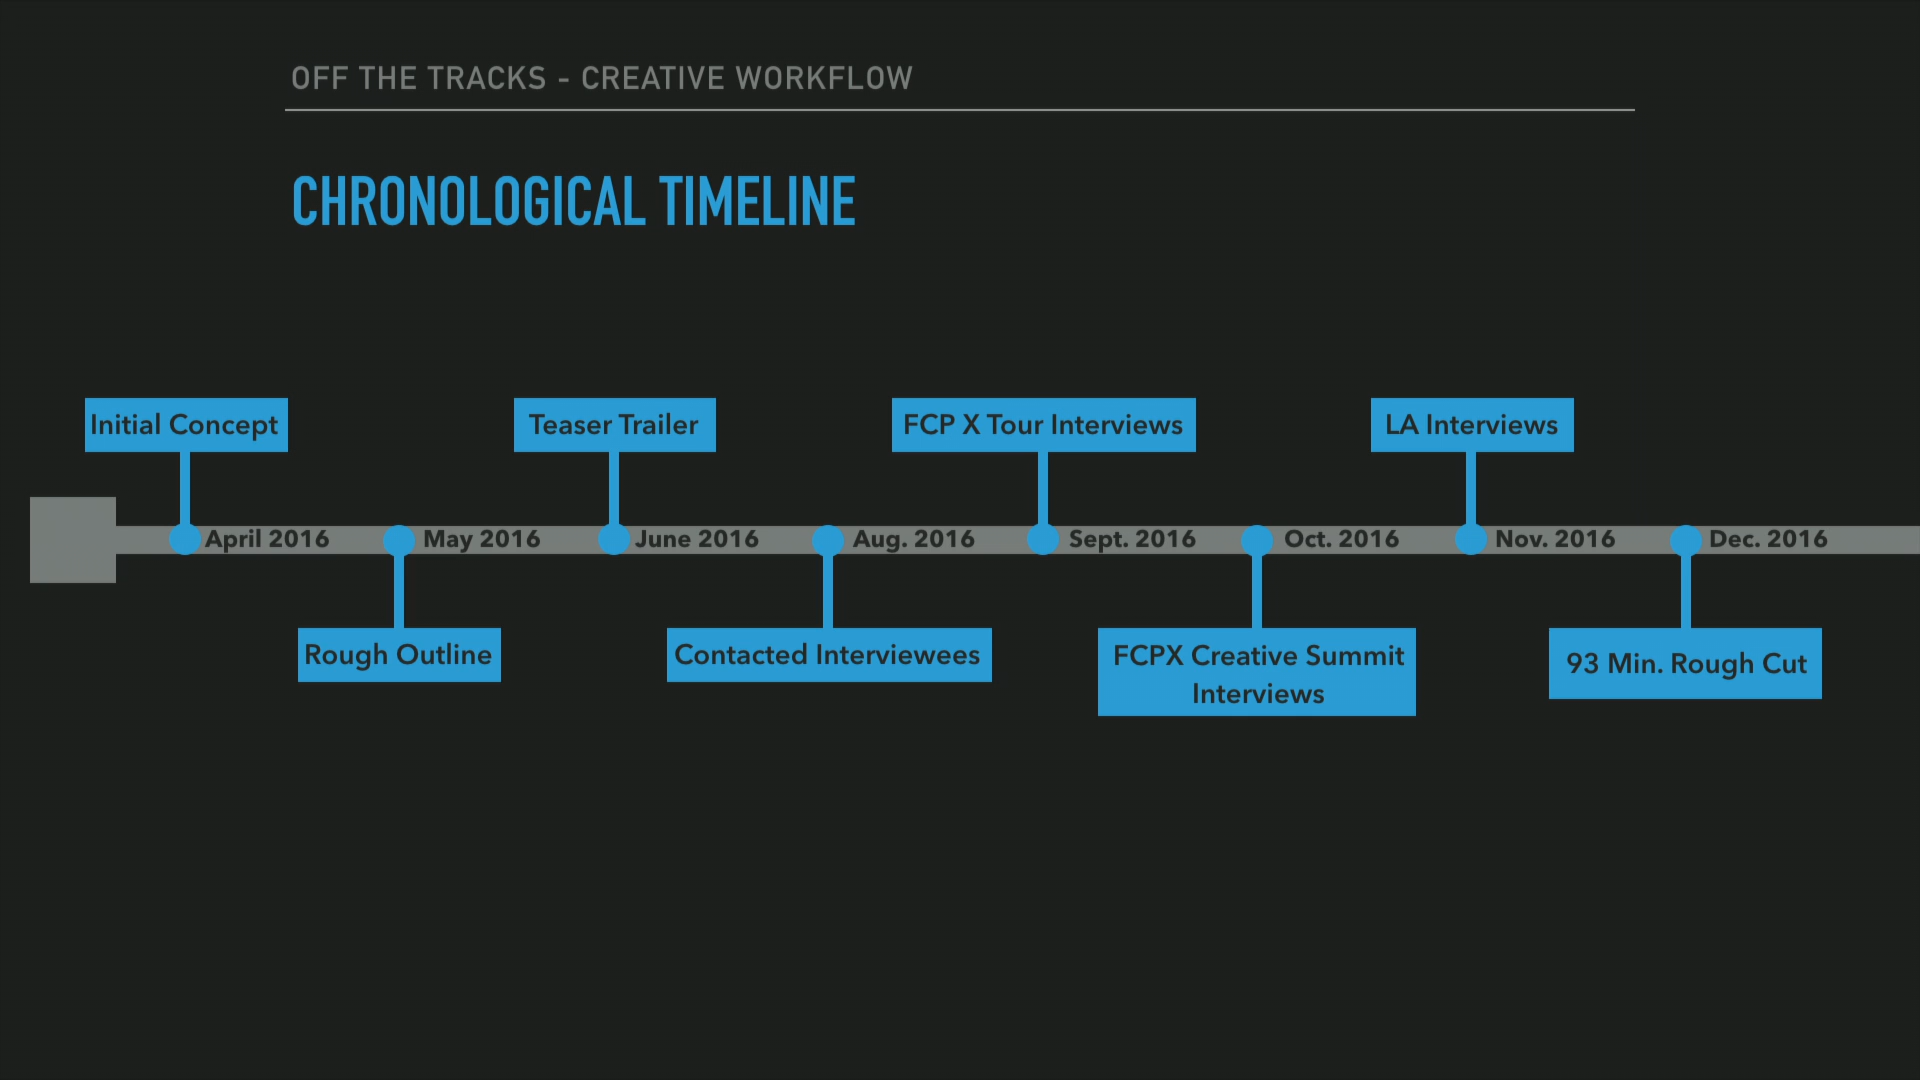 OFF THE TRACKS - CREATIVE WORKFLOW
CHRONOLOGICAL TIMELINE
Initial Concept
Teaser Trailer
FCP X Tour Interviews
LA Interviews
April 2016
May 2016
June 2016
Aug. 2016
Sept. 2016
Oct. 2016
Nov. 2016
Dec. 2016
Rough Outline
Contacted Interviewees
FCPX Creative Summit
Interviews
93 Min. Rough Cut